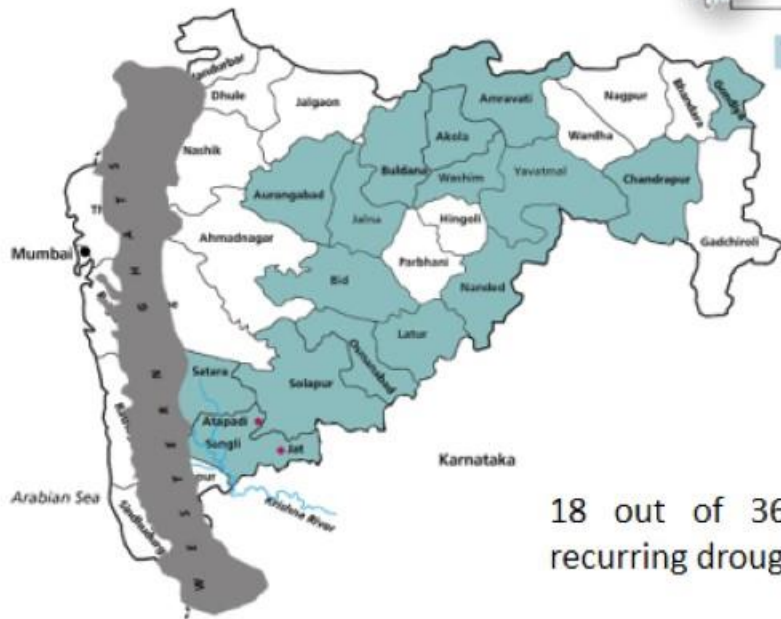 Nandurbar
Dhule
Jalgaon
Nashik
Amravati
Nagpur
Bhandara
Gondiya
Akola
Wardha
Buldana
Washim
Yavatmal
Chandrapur
Aurangabad
Jalna
Hingoli
Gadchiroli
Mumbai
Ahmadnagar
Parbhani
Bid
Nanded
Latur
Osmanabad
Satara
Solapur
Atapadi
Sangli
Jat
Karnataka
Arabian Sea
Sindhudurg
Krishna River
WESTERN GHATS
18 out of 36
recurring droug